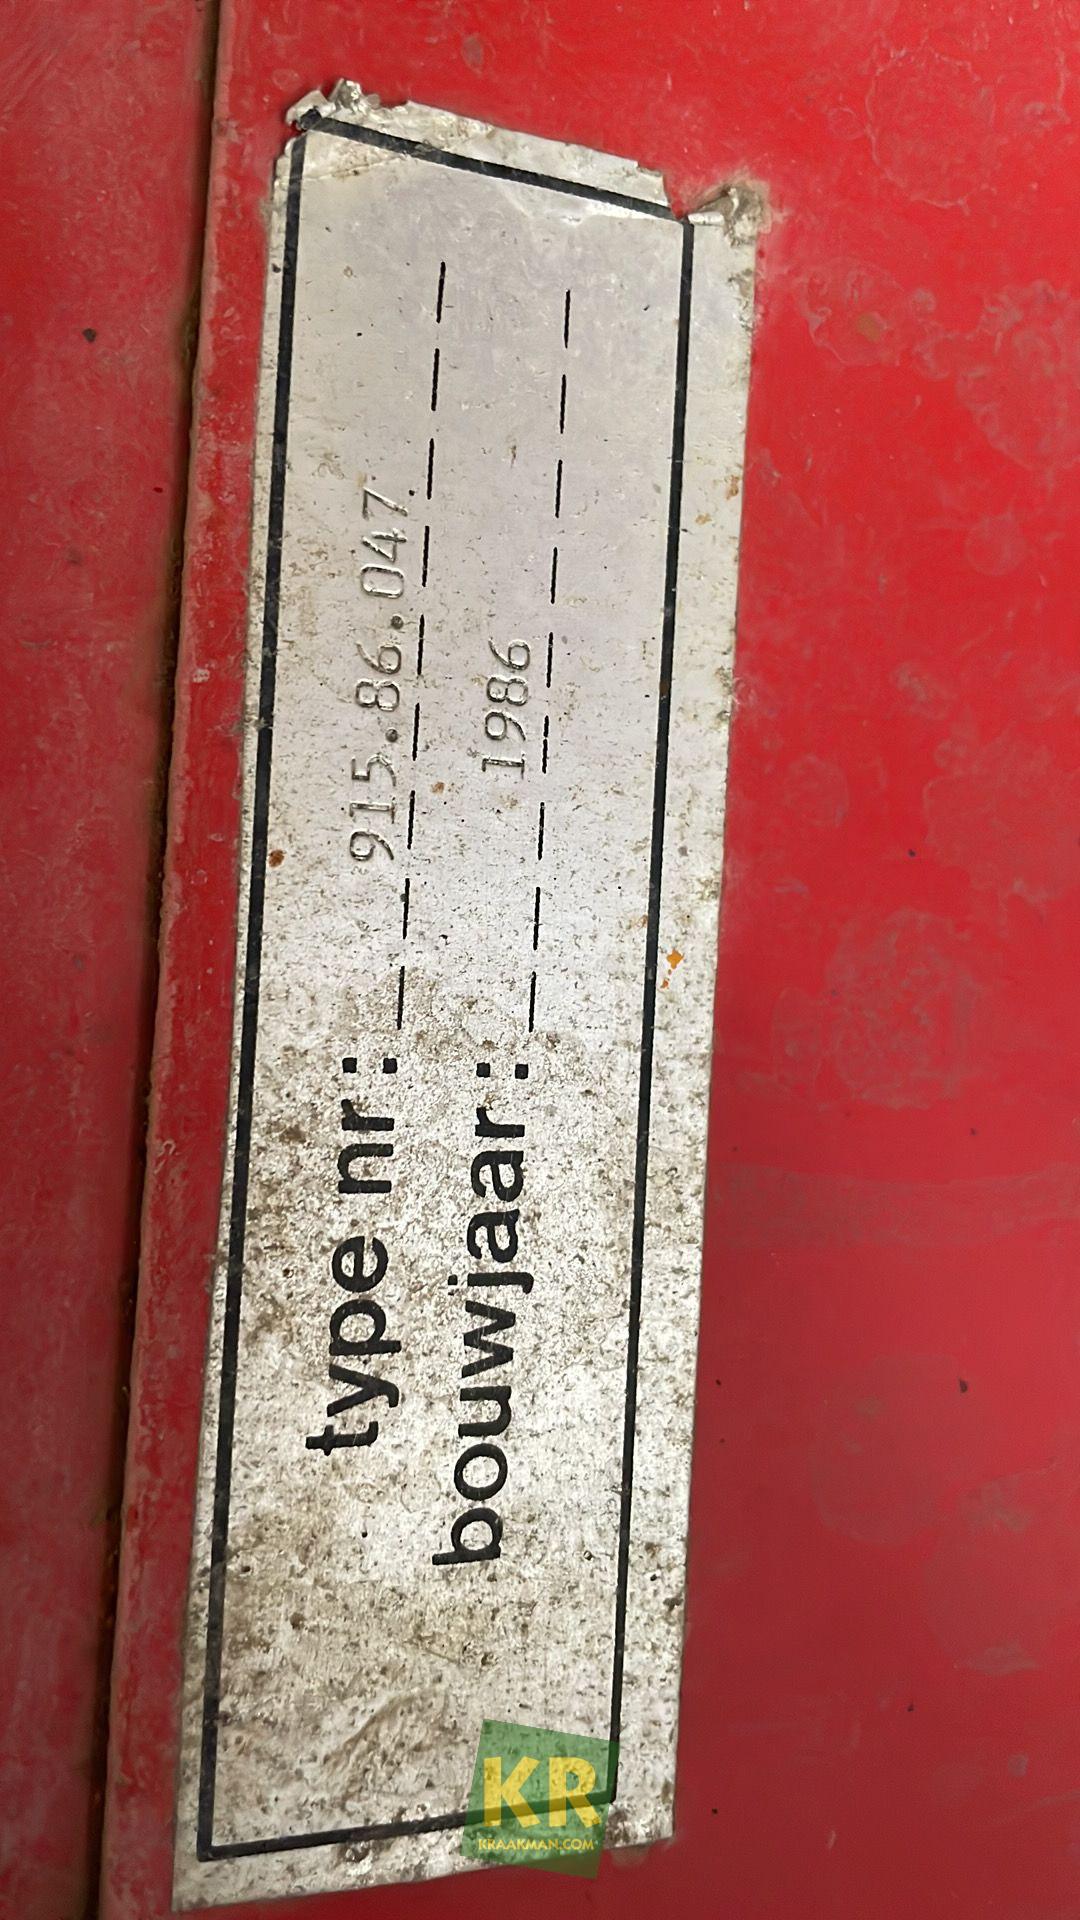 type nr: 915.86.047
bouwjaar: 1986
KR
KRAAKMAN.COM